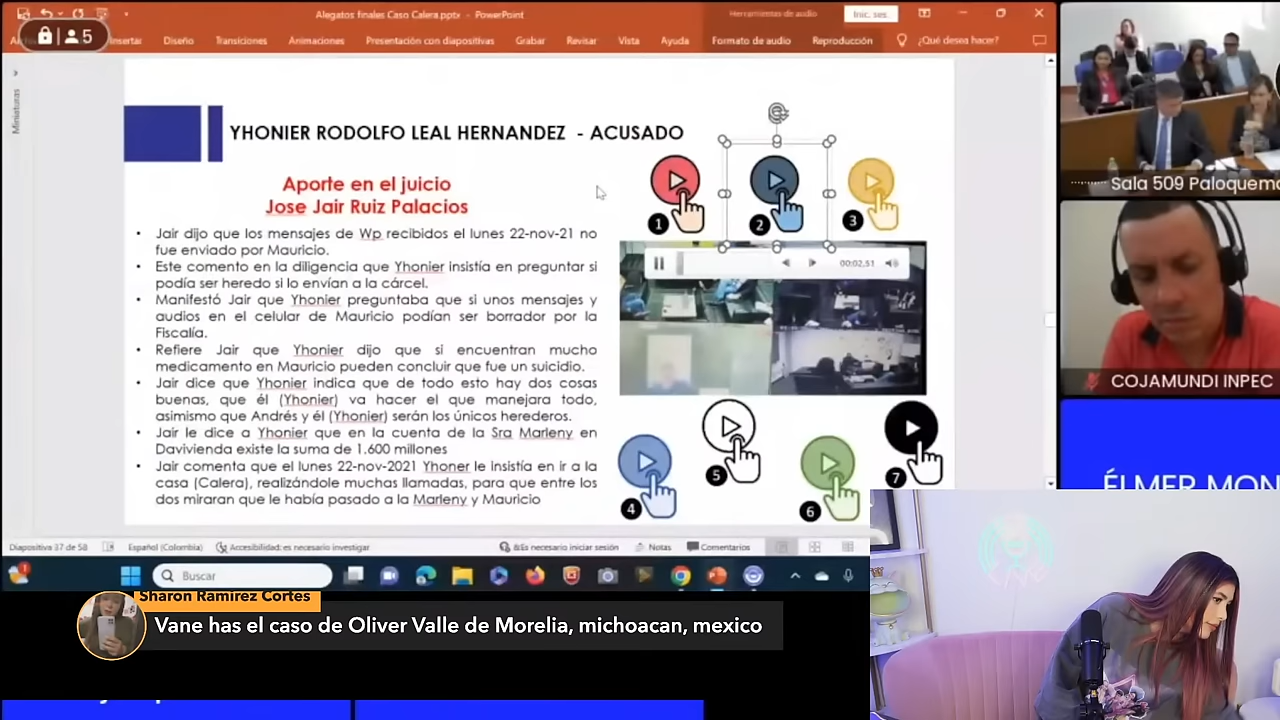 Alegatos finales Caso Calera.pptx - PowerPoint
Herramientas de audio
Inic. ses.
5
Insertar
Diseño
Transiciones
Animaciones
Presentación con diapositivas
Grabar
Revisar
Vista
Ayuda
Formato de audio
Reproducción
¿Qué desea hacer?
Miniaturas
YHONIER RODOLFO LEAL HERNANDEZ - ACUSADO
Aporte en el juicio
Jose Jair Ruiz Palacios
• Jair dijo que los mensajes de Wp recibidos el lunes 22-nov-21 no
fue enviado por Mauricio.
• Este comento en la diligencia que Yhonier insistía en preguntar si
podía ser heredo si lo envían a la cárcel.
• Manifestó Jair que Yhonier preguntaba que si unos mensajes y
audios en el celular de Mauricio podían ser borrador por la
Fiscalía.
• Refiere Jair que Yhonier dijo que si encuentran mucho
medicamento en Mauricio pueden concluir que fue un suicidio.
• Jair dice que Yhonier indica que de todo esto hay dos cosas
buenas, que él (Yhonier) va hacer el que manejara todo,
asimismo que Andrés y él (Yhonier) serán los únicos herederos.
• Jair le dice a Yhonier que en la cuenta de la Sra Marleny en
Davivienda existe la suma de 1.600 millones
• Jair comenta que el lunes 22-nov-2021 Yhoner le insistía en ir a la
casa (Calera), realizándole muchas llamadas, para que entre los
dos miraran que le había pasado a la Marleny y Mauricio
1
2
3
00:02,51
4
5
6
7
Sala 509 Paloquema
COJAMUNDI INPEC
ÉLMER MON
Diapositiva 37 de 58
Español (Colombia)
Accesibilidad: es necesario investigar
Es necesario iniciar sesión
Notas
Comentarios
Buscar
Sharon Ramirez Cortes
Vane has el caso de Oliver Valle de Morelia, michoacan, mexico